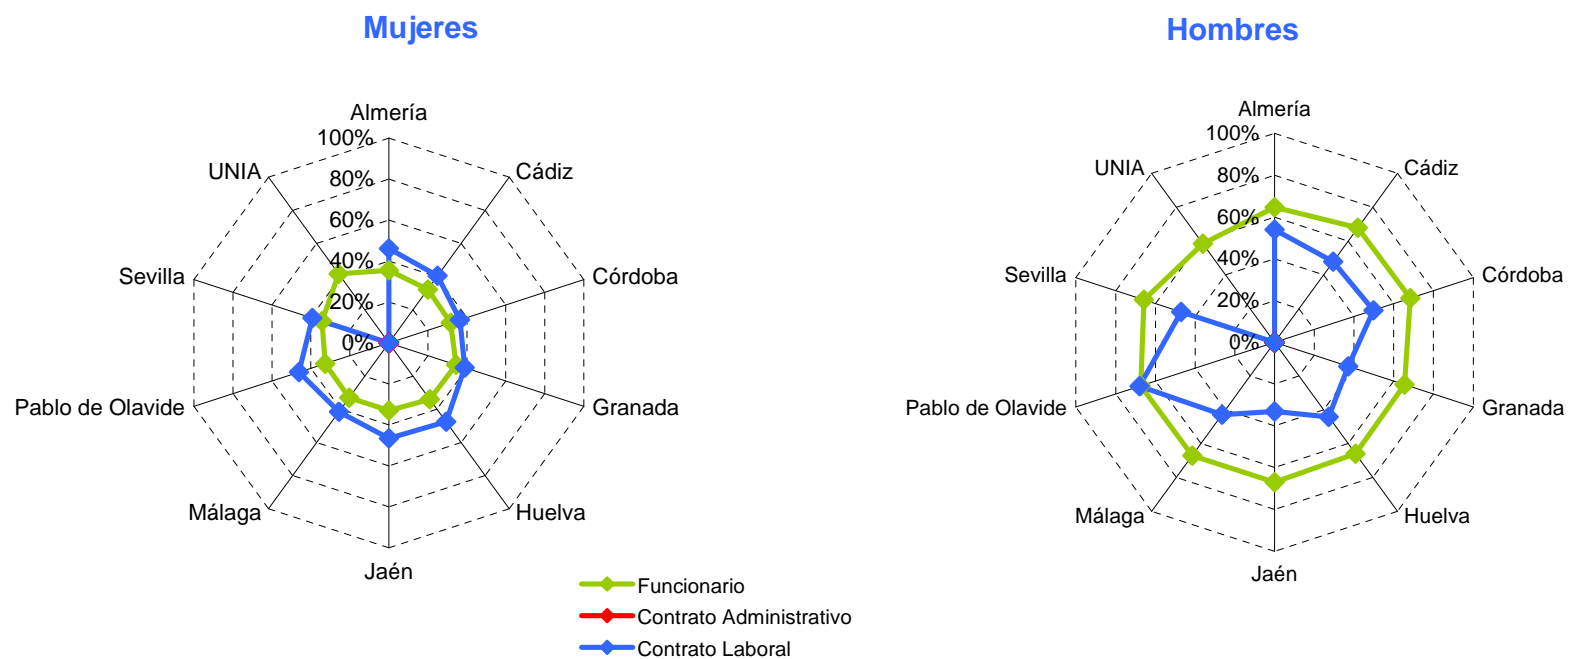 Mujeres
Almería
100%
80%
60%
40%
20%
0%
Cádiz
Córdoba
Granada
Huelva
Jaén
Málaga
Pablo de Olavide
Sevilla
UNIA
Hombres
Almería
100%
80%
60%
40%
20%
0%
Cádiz
Córdoba
Granada
Huelva
Jaén
Málaga
Pablo de Olavide
Sevilla
UNIA
Funcionario
Contrato Administrativo
Contrato Laboral